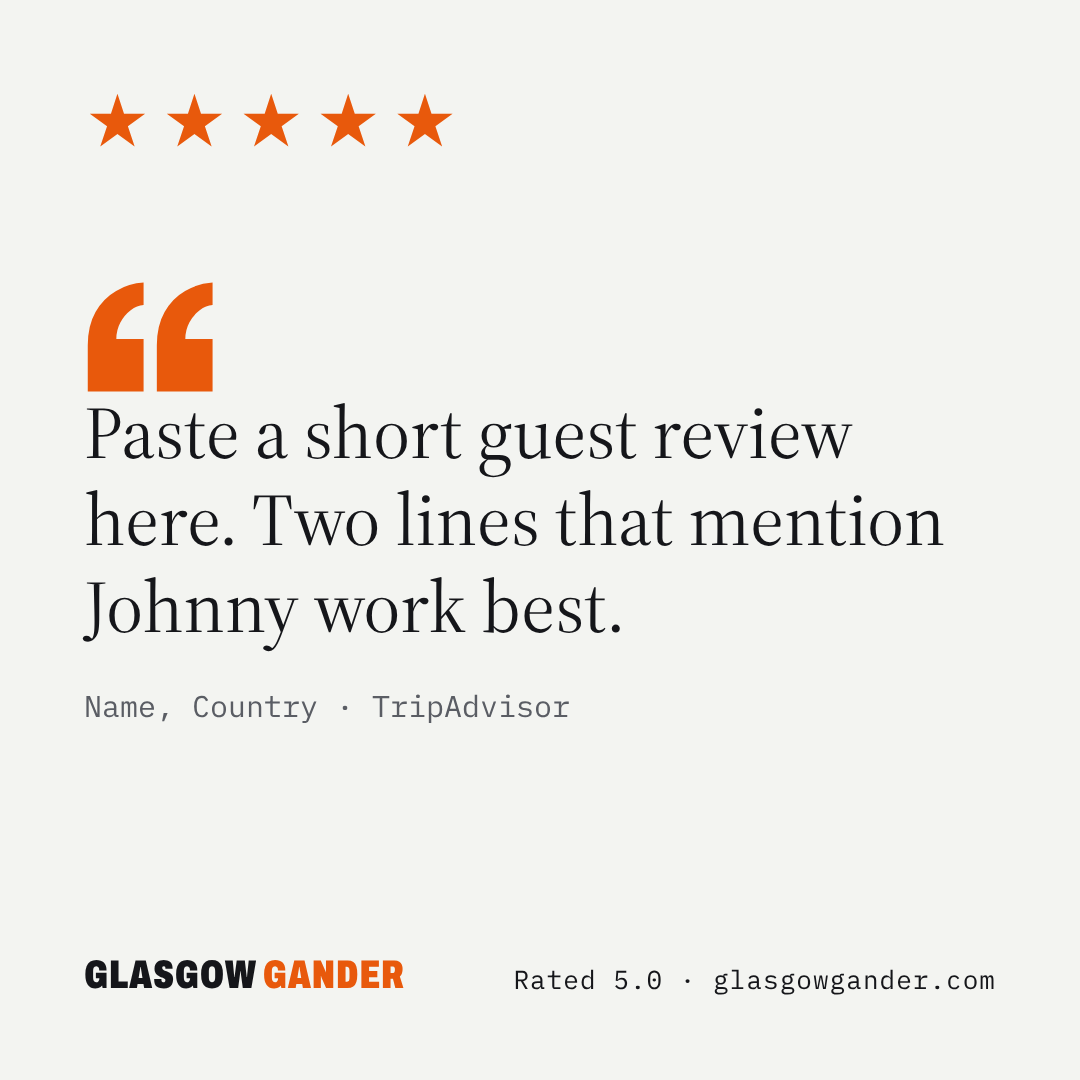 ★★★★★
“
Paste a short guest review
here. Two lines that mention
Johnny work best.
Name, Country · TripAdvisor
GLASGOW GANDER
Rated 5.0 · glasgowgander.com